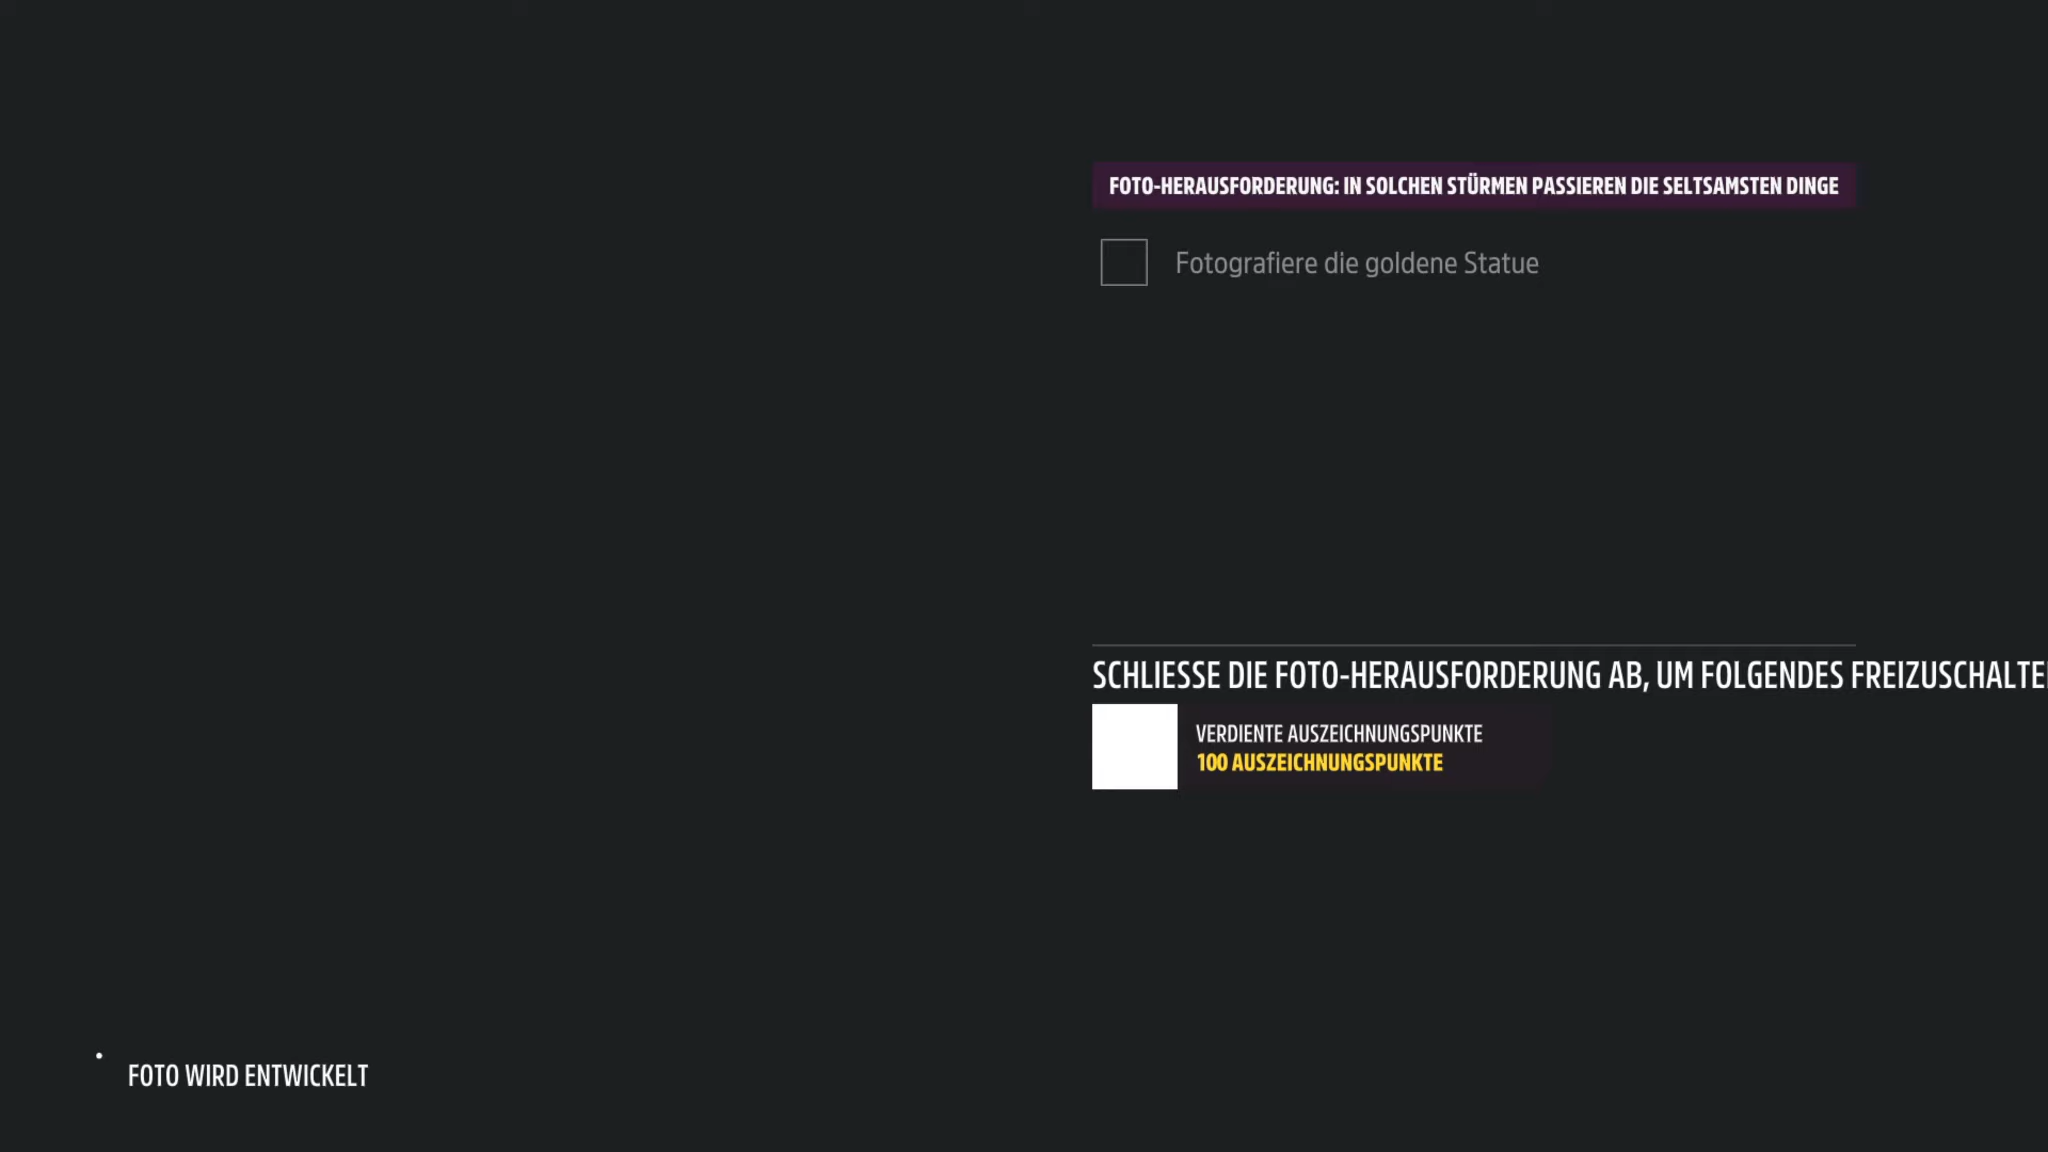 FOTO-HERAUSFORDERUNG: IN SOLCHEN STÜRMEN PASSIEREN DIE SELTSAMSTEN DINGE
Fotografiere die goldene Statue
SCHLIESSE DIE FOTO-HERAUSFORDERUNG AB, UM FOLGENDES FREIZUSCHALTE
VERDIENTE AUSZEICHNUNGSPUNKTE
100 AUSZEICHNUNGSPUNKTE
FOTO WIRD ENTWICKELT